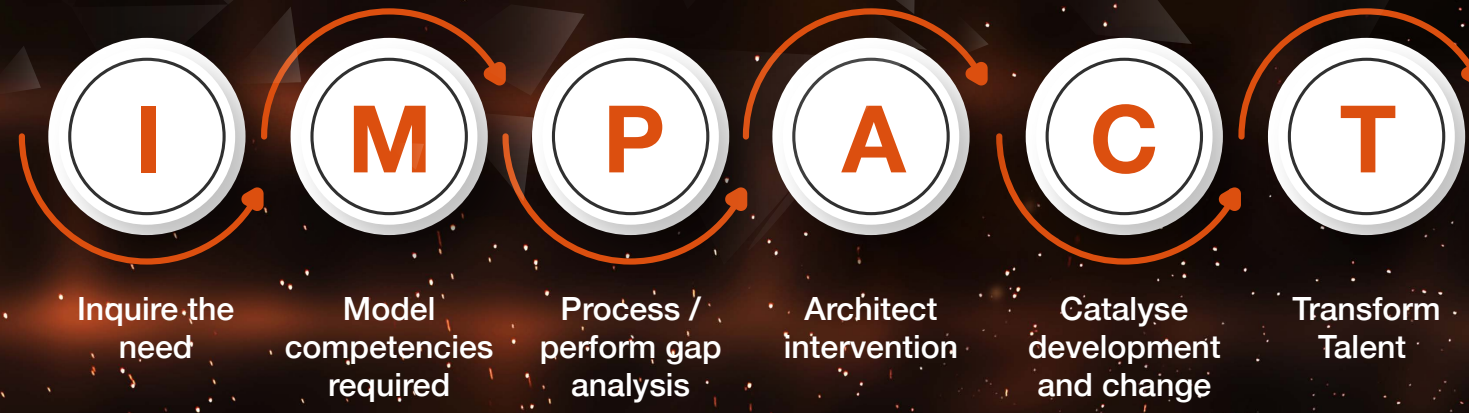 I M P A C T
Inquire the
need
Model
competencies
required
Process /
perform gap
analysis
Architect
intervention
Catalyse
development
and change
Transform
Talent